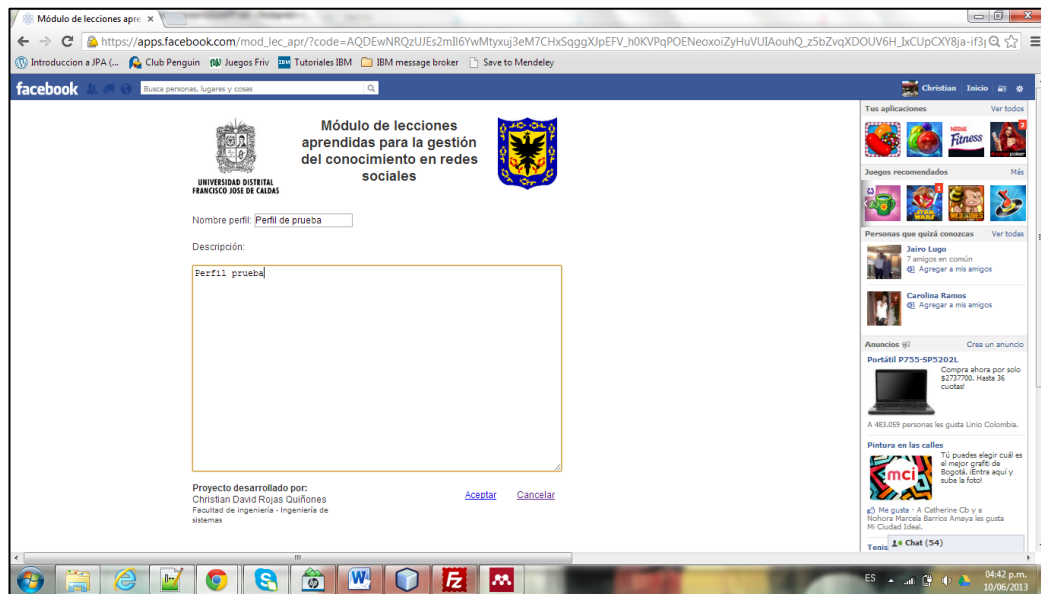 Módulo de lecciones apre
https://apps.facebook.com/mod_lec_apr/?code=AQDEwNRQzUJEs2mIl6YwMtyxuj3eM7CHxSqggXJpEFV_h0KVPqPOENeoxoiZyHuVUIAouhQ_z5bZvqXDOUV6H_IxCUpCXY8ja-if3j
Introduccion a JPA (... Club Penguin Juegos Friv Tutoriales IBM IBM message broker Save to Mendeley
facebook Busca personas, lugares y cosas Christian Inicio
Módulo de lecciones
aprendidas para la gestión
del conocimiento en redes
sociales
UNIVERSIDAD DISTRITAL
FRANCISCO JOSE DE CALDAS
Nombre perfil: Perfil de prueba
Descripción:
Perfil prueba
Proyecto desarrollado por:
Christian David Rojas Quiñones
Facultad de ingeniería - Ingeniería de
sistemas
Aceptar Cancelar
Tus aplicaciones Ver todos
Fitness
poker
Juegos recomendados Más
Personas que quizá conozcas Ver todas
Jairo Lugo
7 amigos en común
Agregar a mis amigos
Carolina Ramos
Agregar a mis amigos
Anuncios Crea un anuncio
Portátil P755-SP5202L
Compra ahora por solo
$2737700. Hasta 36
cuotas!
A 483.059 personas les gusta Linio Colombia.
Pintura en las calles
mci
Tú puedes elegir cuál es
el mejor grafiti de
Bogotá. ¡Entra aquí y
sube la foto!
Me gusta · A Catherine Cb y a
Nohora Marcela Barrios Amaya les gusta
Mi Ciudad Ideal.
Tenis
Chat (54)
ES
04:42 p.m.
10/06/2013